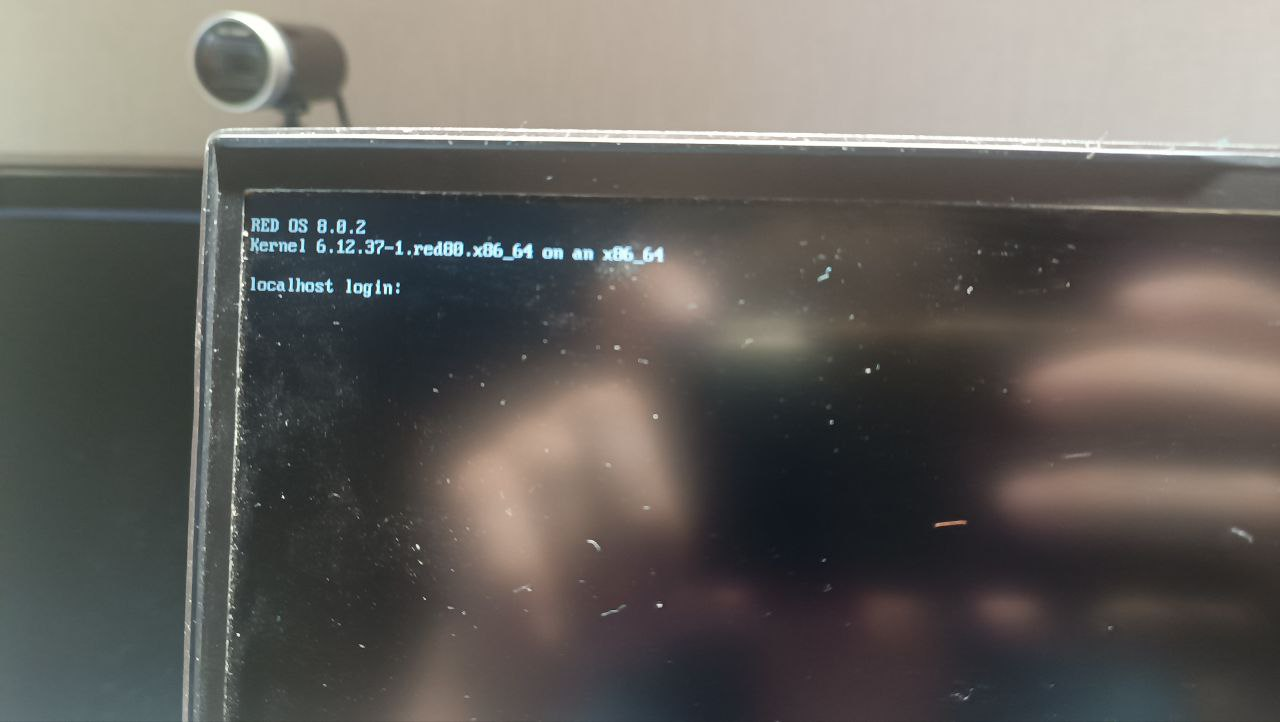 RED OS 8.0.2
Kernel 6.12.37-1.red80.x86_64 on an x86_64
localhost login: